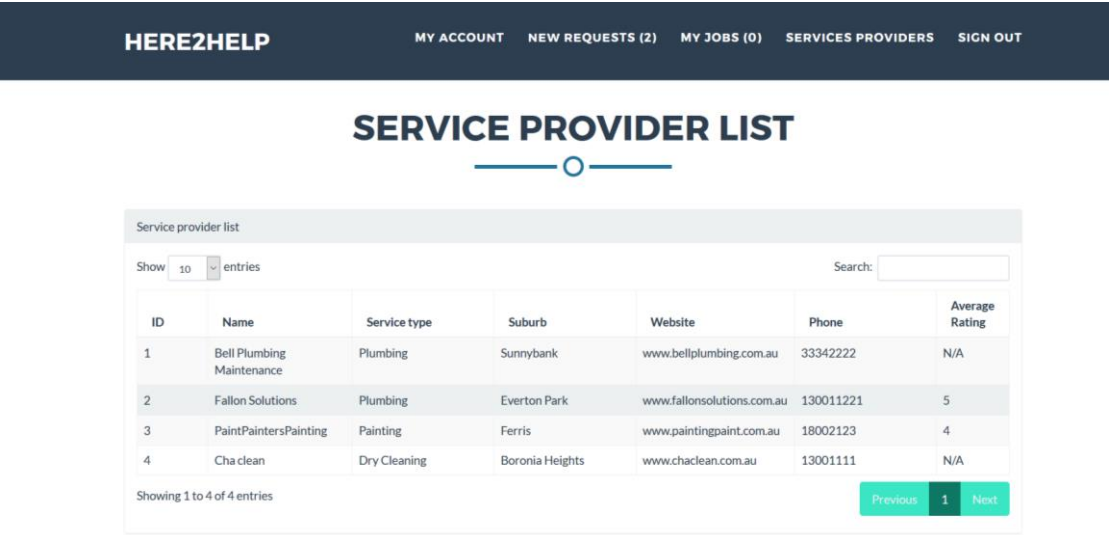 HERE2HELP MY ACCOUNT NEW REQUESTS (2) MY JOBS (0) SERVICES PROVIDERS SIGN OUT
SERVICE PROVIDER LIST
Service provider list
Show 10 entries Search:
ID Name Service type Suburb Website Phone Average Rating
1 Bell Plumbing Maintenance Plumbing Sunnybank www.bellplumbing.com.au 33342222 N/A
2 Fallon Solutions Plumbing Everton Park www.fallonsolutions.com.au 130011221 5
3 PaintPaintersPainting Painting Ferris www.paintingpaint.com.au 18002123 4
4 Cha clean Dry Cleaning Boronia Heights www.chaclean.com.au 13001111 N/A
Showing 1 to 4 of 4 entries Previous 1 Next